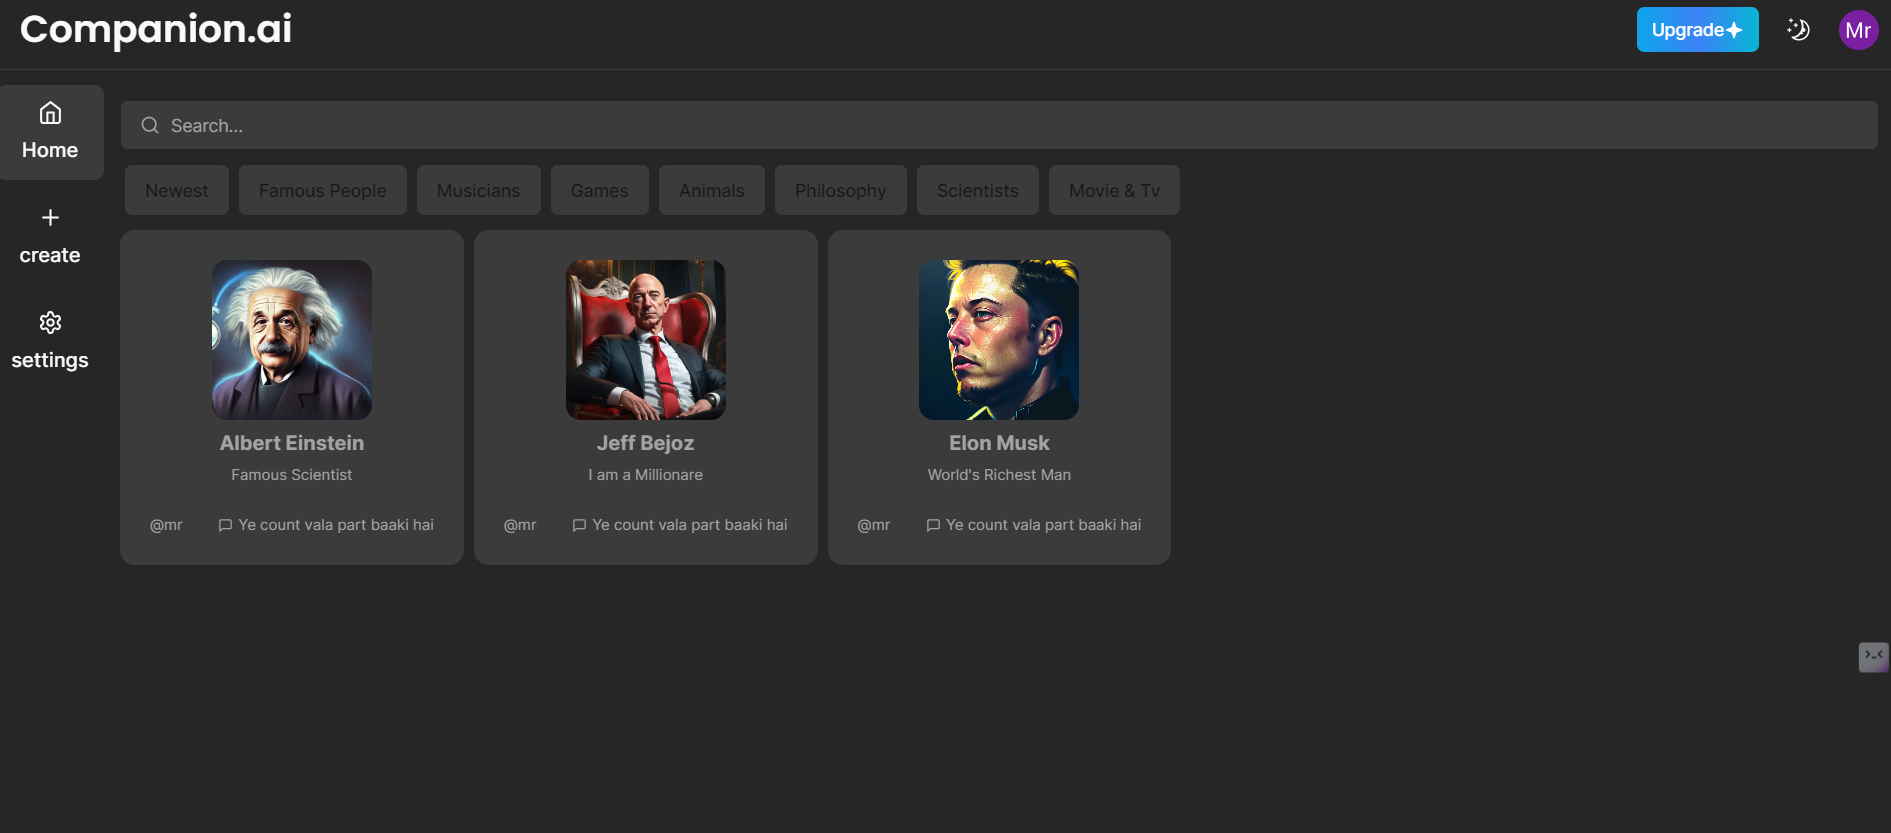 Companion.ai
Upgrade
Mr
Home
create
settings
Search...
Newest Famous People Musicians Games Animals Philosophy Scientists Movie & Tv
Albert Einstein
Famous Scientist
@mr Ye count vala part baaki hai
Jeff Bejoz
I am a Millionare
@mr Ye count vala part baaki hai
Elon Musk
World's Richest Man
@mr Ye count vala part baaki hai